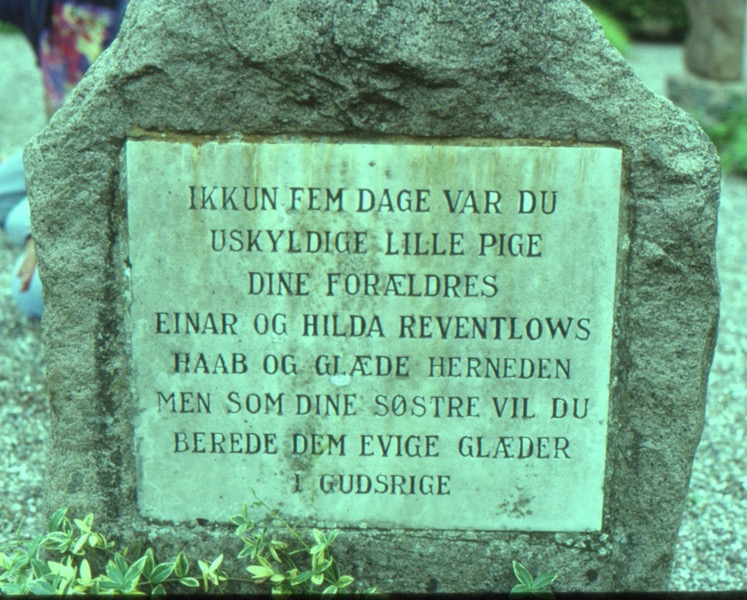 IKKUN FEM DAGE VAR DU
USKYLDIGE LILLE PIGE
DINE FORÆLDRES
EINAR OG HILDA REVENTLOWS
HAAB OG GLÆDE HERNEDEN
MEN SOM DINE SØSTRE VIL DU
BEREDE DEM EVIGE GLÆDER
I GUDSRIGE